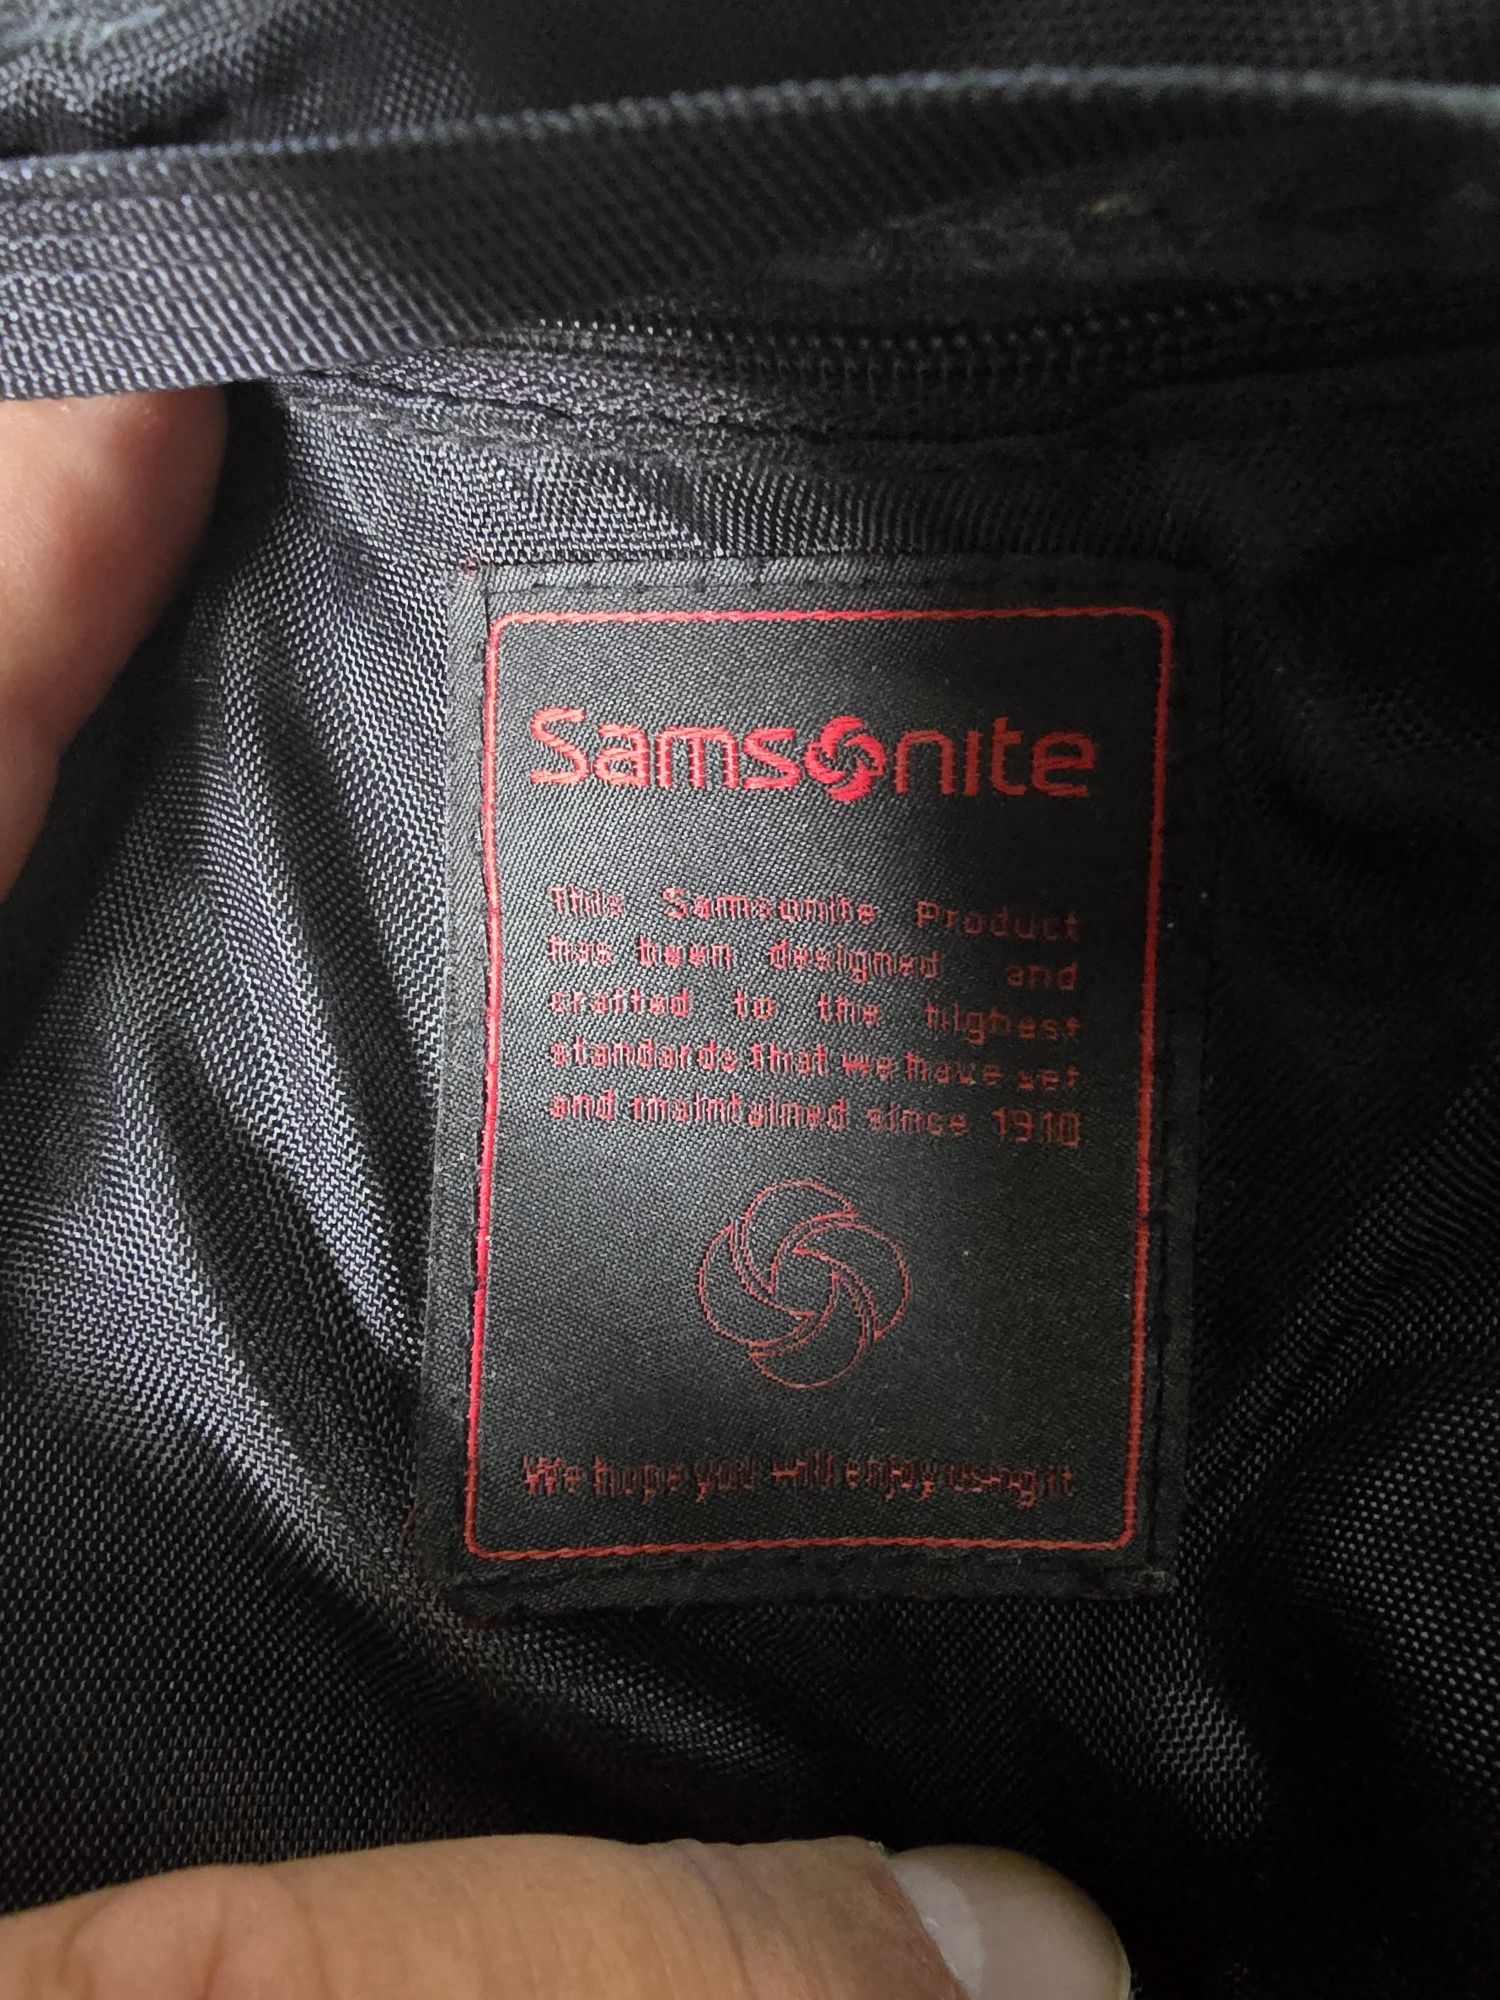 Samsonite
This Samsonite Product
has been designed and
crafted to the highest
standards that we have yet
and maintained since 1910
We hope you will enjoy using it